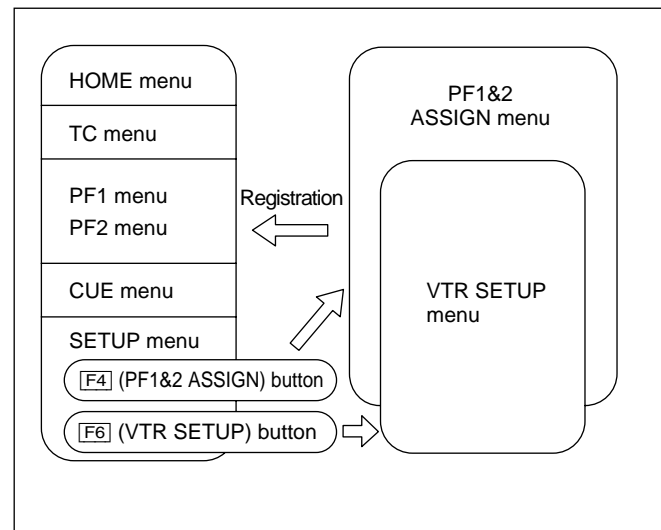 HOME menu
TC menu
PF1 menu
PF2 menu
CUE menu
SETUP menu
F4 (PF1&2 ASSIGN) button
F6 (VTR SETUP) button
Registration
PF1&2
ASSIGN menu
VTR SETUP
menu